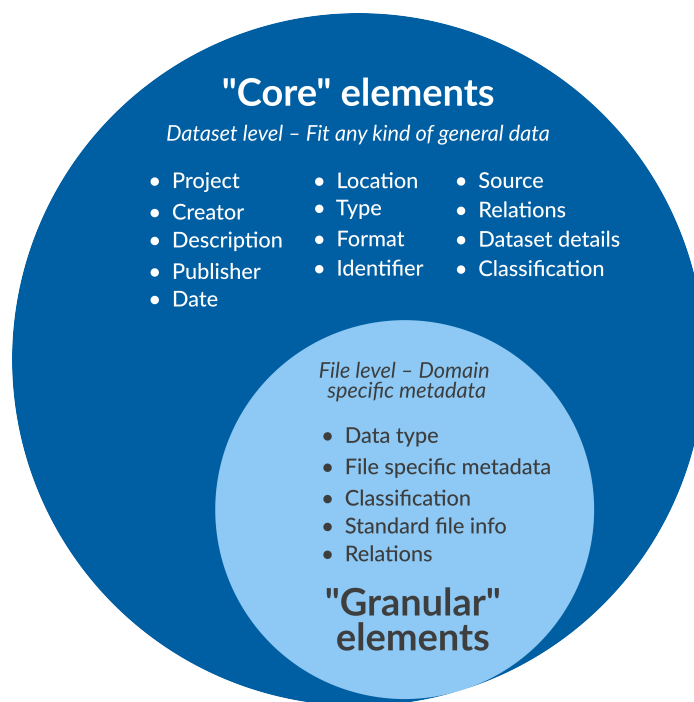 "Core" elements
Dataset level – Fit any kind of general data
• Project
• Creator
• Description
• Publisher
• Date
• Location
• Type
• Format
• Identifier
• Source
• Relations
• Dataset details
• Classification
File level – Domain
specific metadata
• Data type
• File specific metadata
• Classification
• Standard file info
• Relations
"Granular"
elements